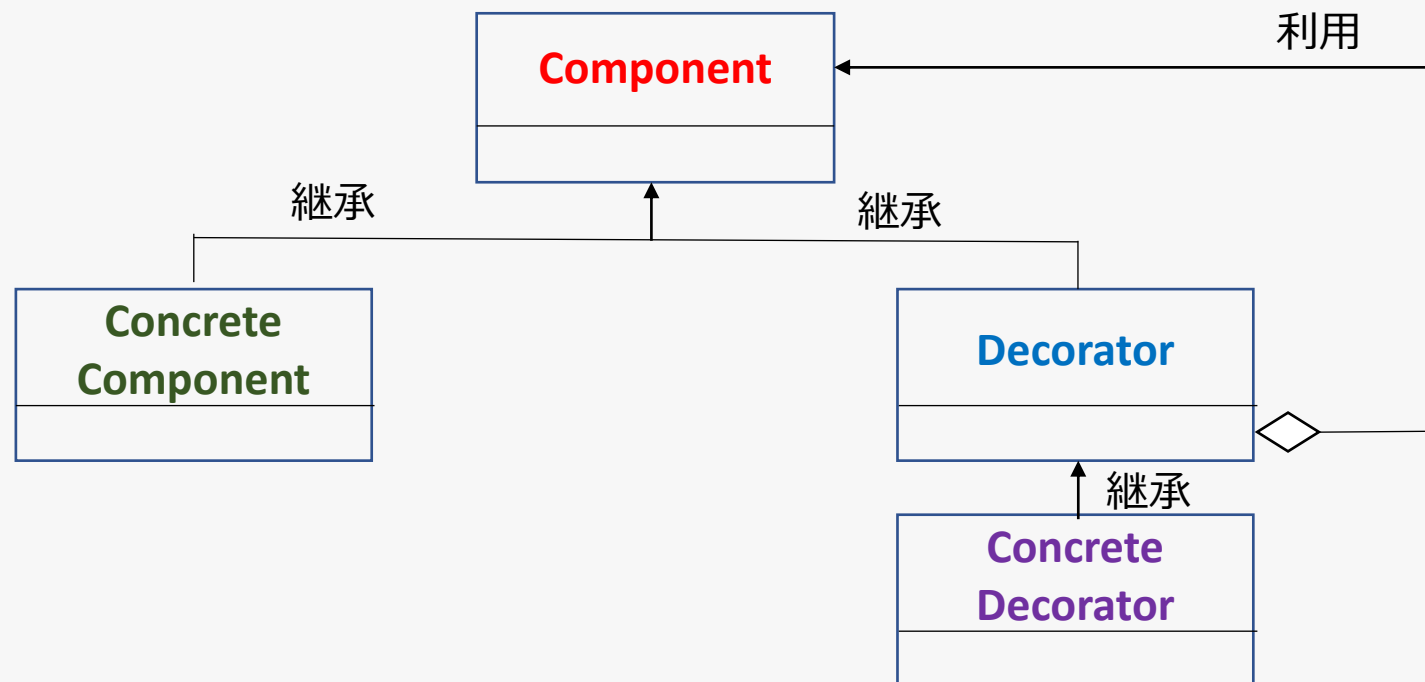 利用
Component
継承
継承
Concrete
Component
Decorator
継承
Concrete
Decorator